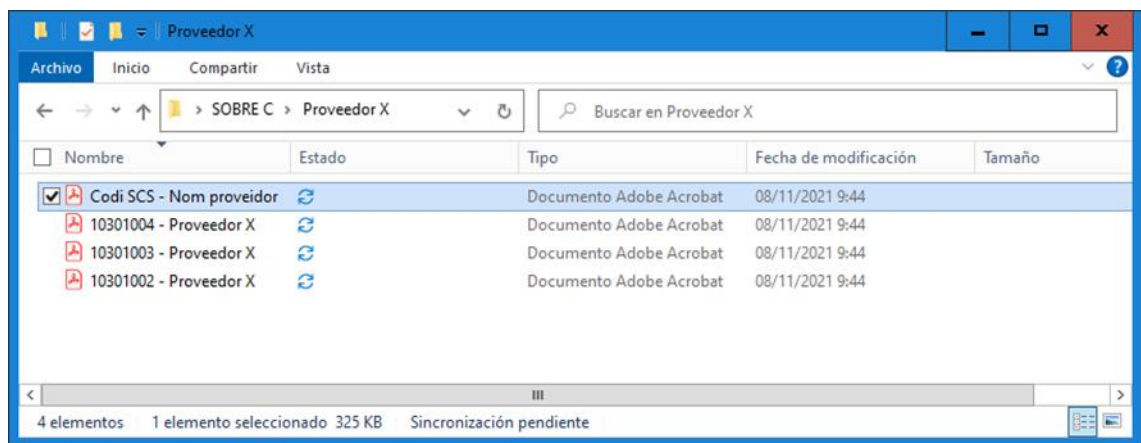 Proveedor X
Archivo Inicio Compartir Vista
SOBRE C > Proveedor X Buscar en Proveedor X
Nombre Estado Tipo Fecha de modificación Tamaño
Codi SCS - Nom proveidor Documento Adobe Acrobat 08/11/2021 9:44
10301004 - Proveedor X Documento Adobe Acrobat 08/11/2021 9:44
10301003 - Proveedor X Documento Adobe Acrobat 08/11/2021 9:44
10301002 - Proveedor X Documento Adobe Acrobat 08/11/2021 9:44
4 elementos 1 elemento seleccionado 325 KB Sincronización pendiente